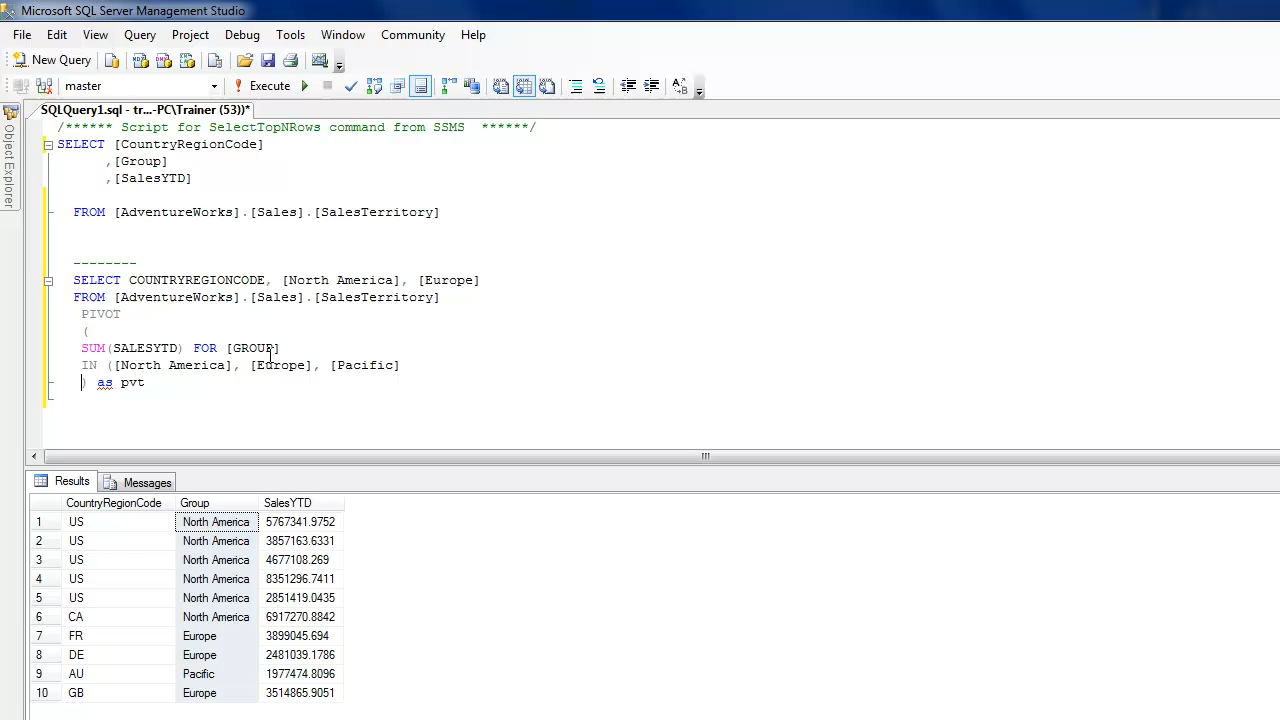 Microsoft SQL Server Management Studio
File Edit View Query Project Debug Tools Window Community Help
New Query
master Execute
SQLQuery1.sql - tr...-PC\Trainer (53))*
Object Explorer
/****** Script for SelectTopNRows command from SSMS ******/
SELECT [CountryRegionCode]
,[Group]
,[SalesYTD]
FROM [AdventureWorks].[Sales].[SalesTerritory]
--------
SELECT COUNTRYREGIONCODE, [North America], [Europe]
FROM [AdventureWorks].[Sales].[SalesTerritory]
PIVOT
(
SUM(SALESYTD) FOR [GROUP]
IN ([North America], [Europe], [Pacific]
) as pvt
Results Messages
CountryRegionCode Group SalesYTD
1 US North America 5767341.9752
2 US North America 3857163.6331
3 US North America 4677108.269
4 US North America 8351296.7411
5 US North America 2851419.0435
6 CA North America 6917270.8842
7 FR Europe 3899045.694
8 DE Europe 2481039.1786
9 AU Pacific 1977474.8096
10 GB Europe 3514865.9051